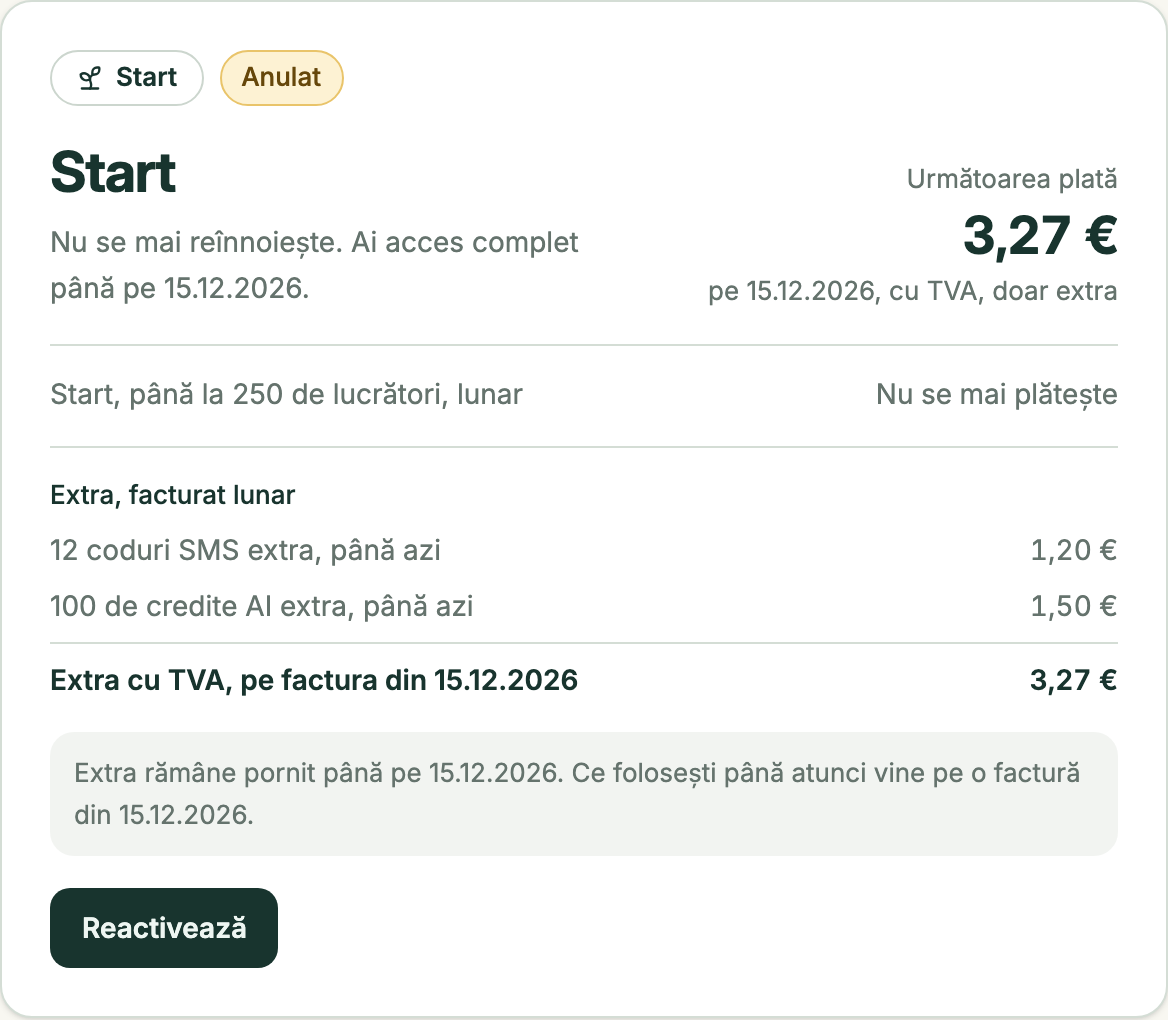 Start
Anulat
Start
Nu se mai reînnoiește. Ai acces complet
până pe 15.12.2026.
Următoarea plată
3,27 €
pe 15.12.2026, cu TVA, doar extra
Start, până la 250 de lucrători, lunar
Nu se mai plătește
Extra, facturat lunar
12 coduri SMS extra, până azi
1,20 €
100 de credite AI extra, până azi
1,50 €
Extra cu TVA, pe factura din 15.12.2026
3,27 €
Extra rămâne pornit până pe 15.12.2026. Ce folosești până atunci vine pe o factură
din 15.12.2026.
Reactivează